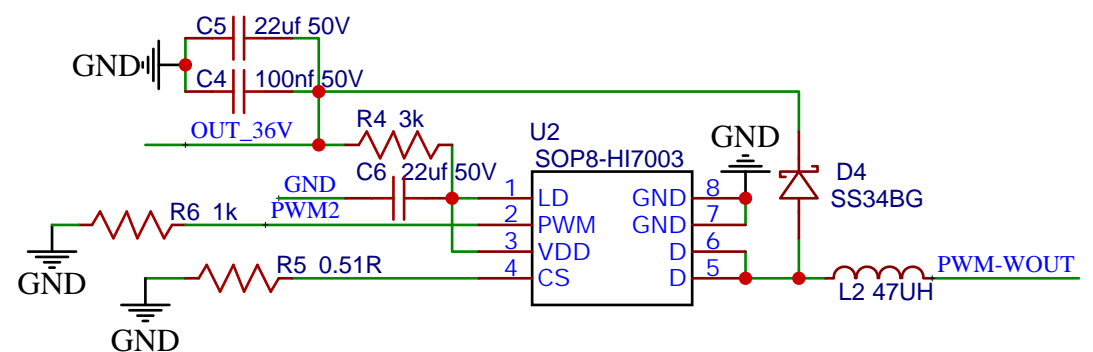 C5 22uf 50V
GND
C4 100nf 50V
OUT_36V
R4 3k
U2
SOP8-HI7003
GND
C6 22uf 50V
D4
SS34BG
GND
PWM2
R6 1k
1 LD GND 8
2 PWM GND 7
3 VDD D 6
4 CS D 5
R5 0.51R
PWM-WOUT
L2 47UH
GND
GND